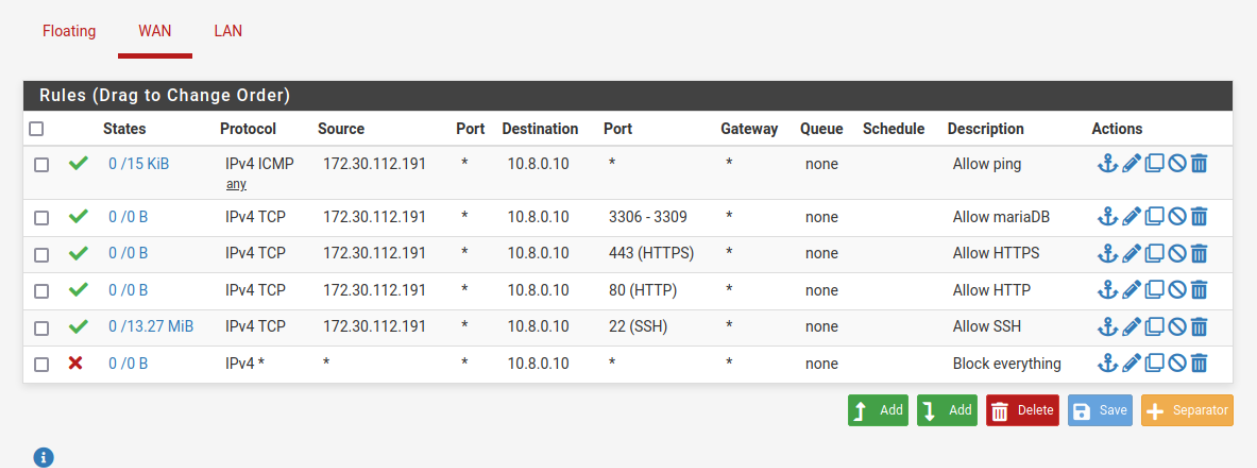 Floating WAN LAN
Rules (Drag to Change Order)
States Protocol Source Port Destination Port Gateway Queue Schedule Description Actions
0 /15 KiB IPv4 ICMP 172.30.112.191 * 10.8.0.10 * * none Allow ping
any
0 /0 B IPv4 TCP 172.30.112.191 * 10.8.0.10 3306 - 3309 * none Allow mariaDB
0 /0 B IPv4 TCP 172.30.112.191 * 10.8.0.10 443 (HTTPS) * none Allow HTTPS
0 /0 B IPv4 TCP 172.30.112.191 * 10.8.0.10 80 (HTTP) * none Allow HTTP
0 /13.27 MiB IPv4 TCP 172.30.112.191 * 10.8.0.10 22 (SSH) * none Allow SSH
0 /0 B IPv4 * * * 10.8.0.10 * * none Block everything
Add Add Delete Save Separator